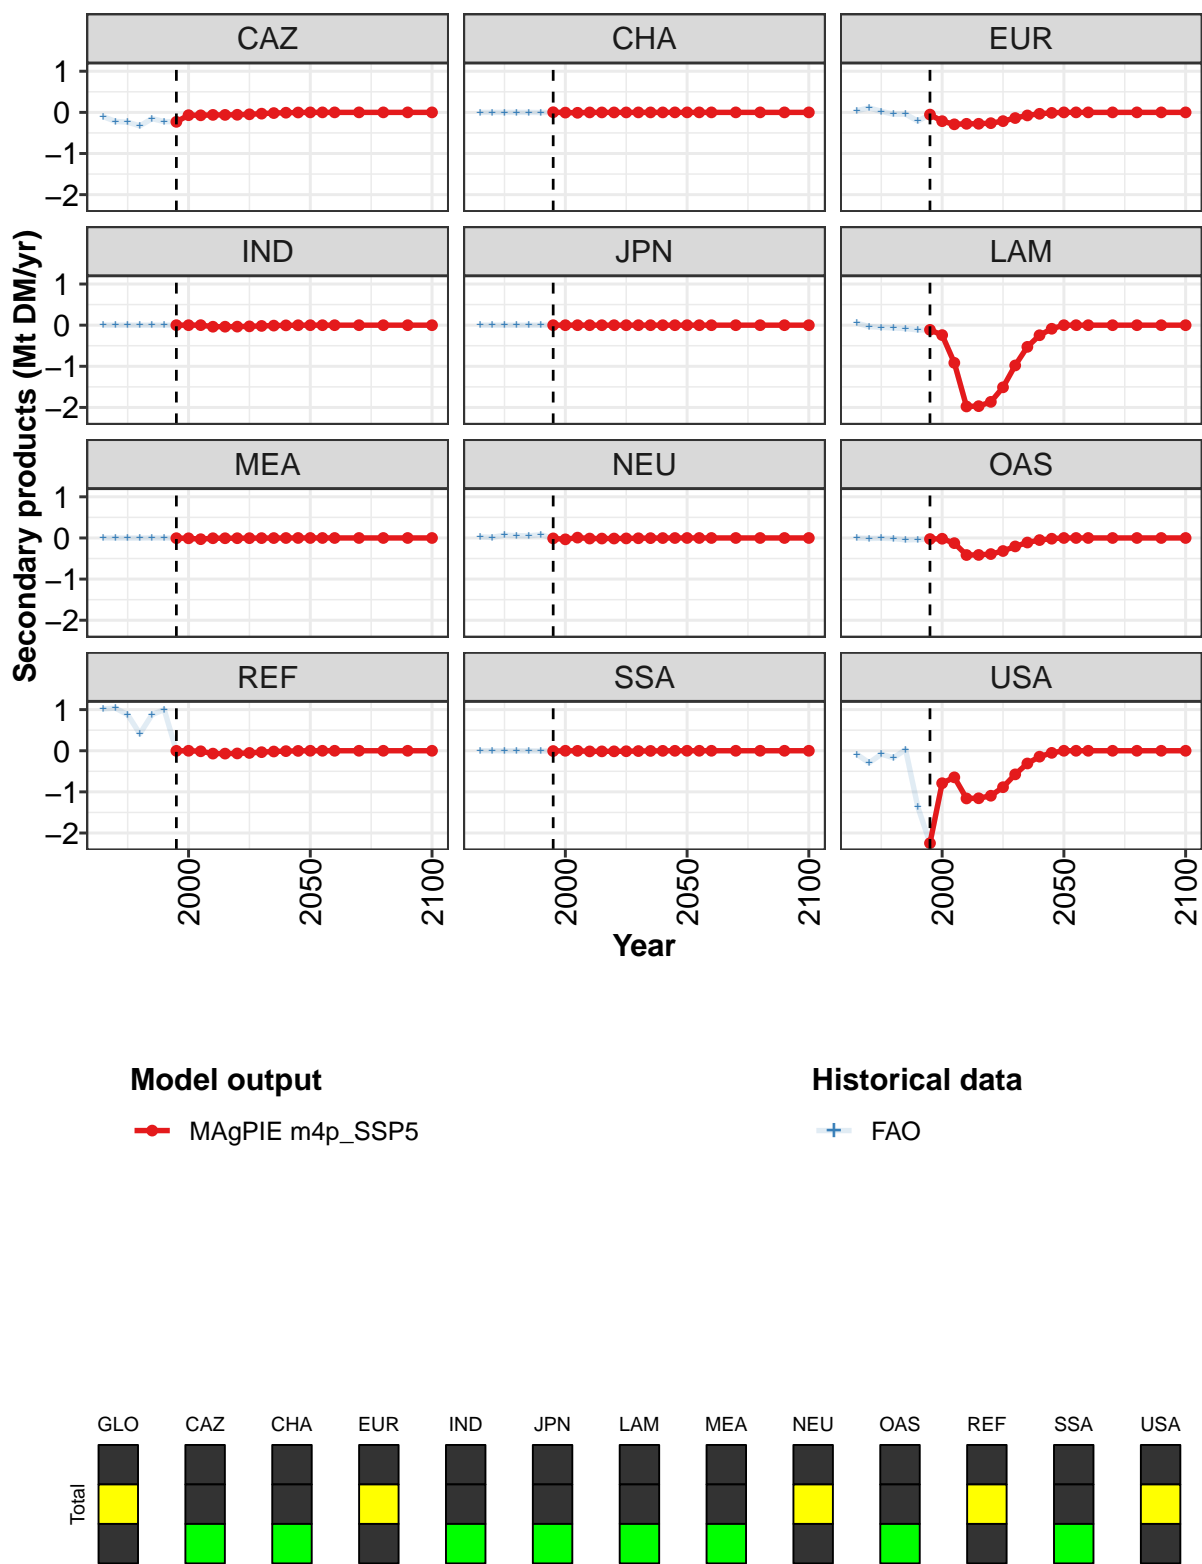 CAZ CHA EUR
1
0
−1
−2
IND JPN LAM
1
0
−1
−2
MEA NEU OAS
1
0
−1
−2
REF SSA USA
1
0
−1
−2
Secondary products (Mt DM/yr)
2000 2050 2100 2000 2050 2100 2000 2050 2100
Year
Model output Historical data
MAgPIE m4p_SSP5 FAO
GLO CAZ CHA EUR IND JPN LAM MEA NEU OAS REF SSA USA
Total